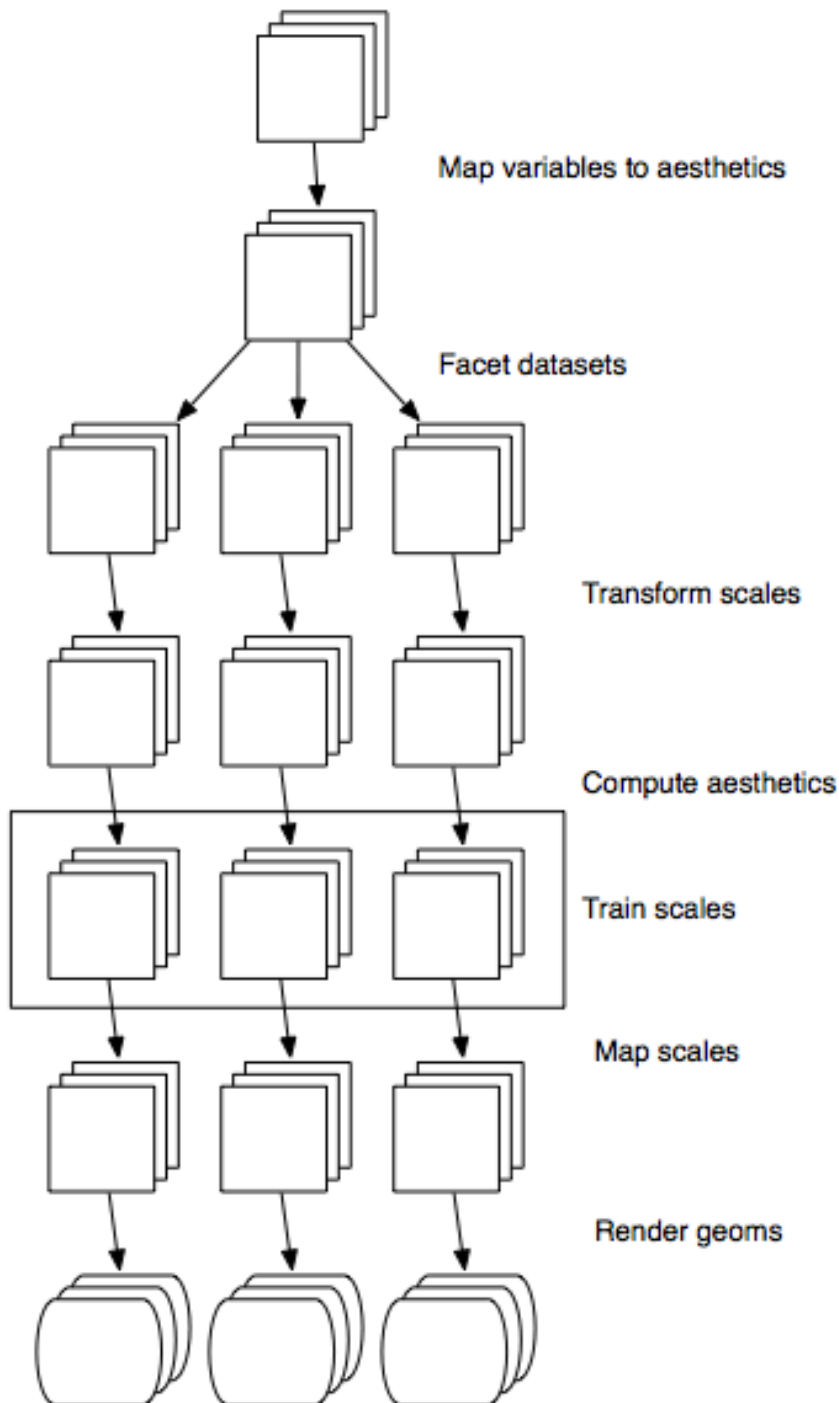 Map variables to aesthetics
Facet datasets
Transform scales
Compute aesthetics
Train scales
Map scales
Render geoms